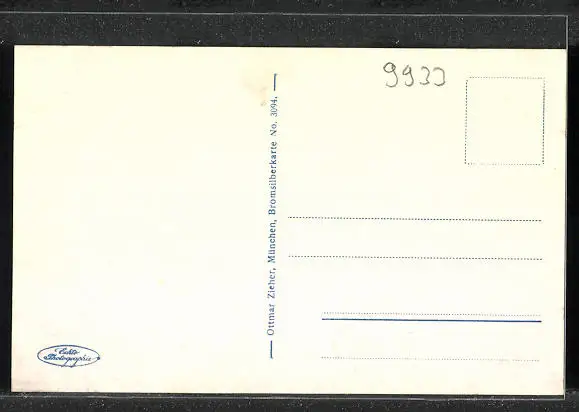 9933
Ottmar Zieher, München, Bromsilberkarte No. 3094.
Echte
Photographie